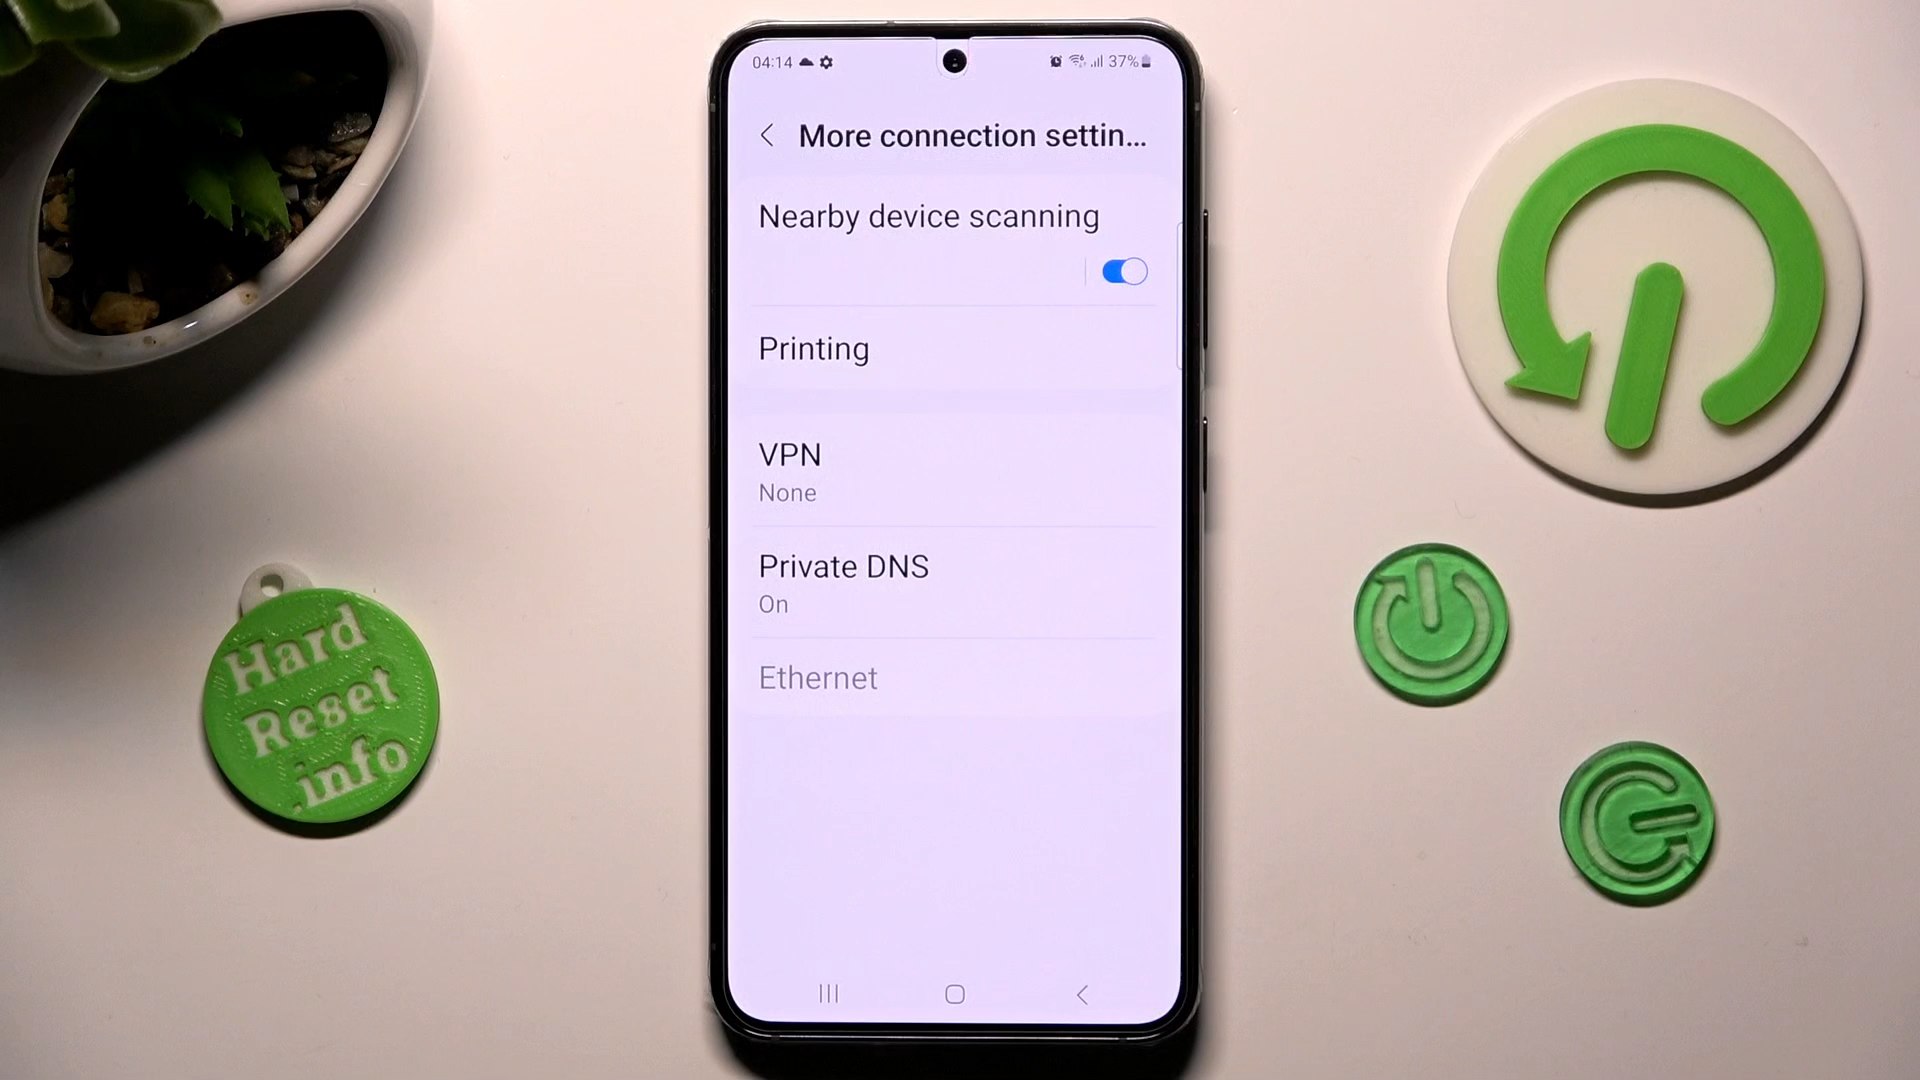 04:14
37%
More connection settin...
Nearby device scanning
Printing
VPN
None
Private DNS
On
Ethernet
Hard
Reset
.info